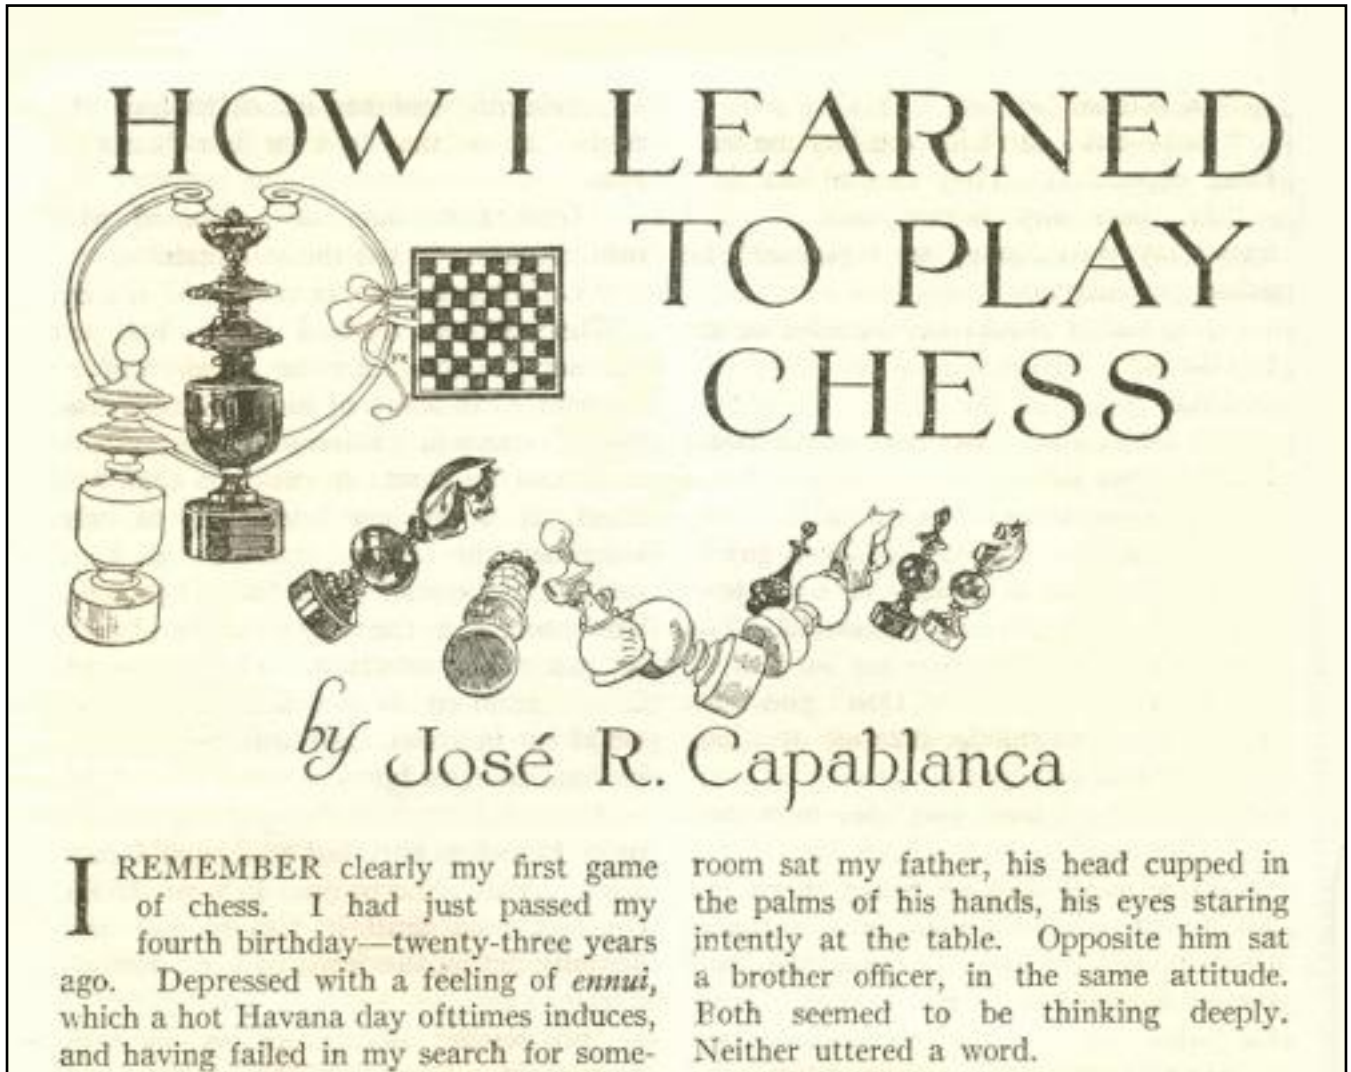 HOW I LEARNED
TO PLAY
CHESS
by José R. Capablanca
I REMEMBER clearly my first game
of chess. I had just passed my
fourth birthday—twenty-three years
ago. Depressed with a feeling of ennui,
which a hot Havana day ofttimes induces,
and having failed in my search for some-
room sat my father, his head cupped in
the palms of his hands, his eyes staring
intently at the table. Opposite him sat
a brother officer, in the same attitude.
Both seemed to be thinking deeply.
Neither uttered a word.